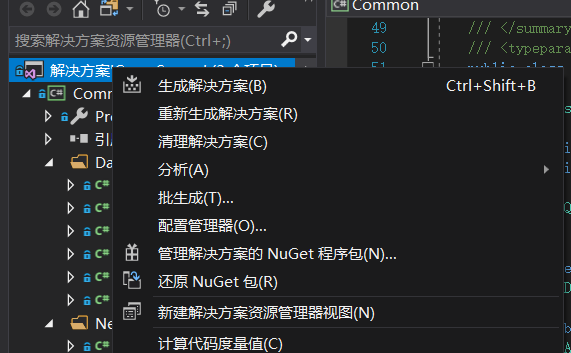 Common
搜索解决方案资源管理器(Ctrl+;)
49 /// </summary
50 /// <typepara
51 public class
解决方案
生成解决方案(B) Ctrl+Shift+B
Com
重新生成解决方案(R)
Pr
清理解决方案(C)
引
分析(A)
Da
批生成(T)...
C#
配置管理器(O)...
C#
管理解决方案的 NuGet 程序包(N)...
C#
还原 NuGet 包(R)
C#
新建解决方案资源管理器视图(N)
C#
Ne
计算代码度量值(C)
C#